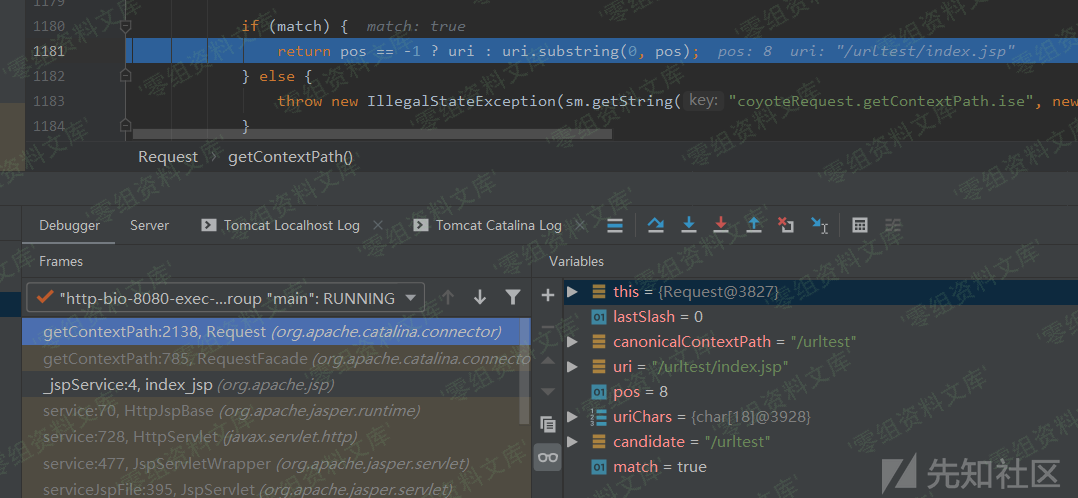 1179
1180 if (match) { match: true
1181 return pos == -1 ? uri : uri.substring(0, pos); pos: 8 uri: "/urltest/index.jsp"
1182 } else {
1183 throw new IllegalStateException(sm.getString( key: "coyoteRequest.getContextPath.ise", new
1184 }
Request › getContextPath()
Debugger Server Tomcat Localhost Log Tomcat Catalina Log
Frames
Variables
"http-bio-8080-exec-...roup "main": RUNNING
getContextPath:2138, Request (org.apache.catalina.connector)
getContextPath:785, RequestFacade (org.apache.catalina.connecto
_jspService:4, index_jsp (org.apache.jsp)
service:70, HttpJspBase (org.apache.jasper.runtime)
service:728, HttpServlet (javax.servlet.http)
service:477, JspServletWrapper (org.apache.jasper.servlet)
serviceJspFile:395, JspServlet (org.apache.jasper.servlet)
this = {Request@3827}
lastSlash = 0
canonicalContextPath = "/urltest"
uri = "/urltest/index.jsp"
pos = 8
uriChars = {char[18]@3928}
candidate = "/urltest"
match = true
先知社区
'零组资料文库'